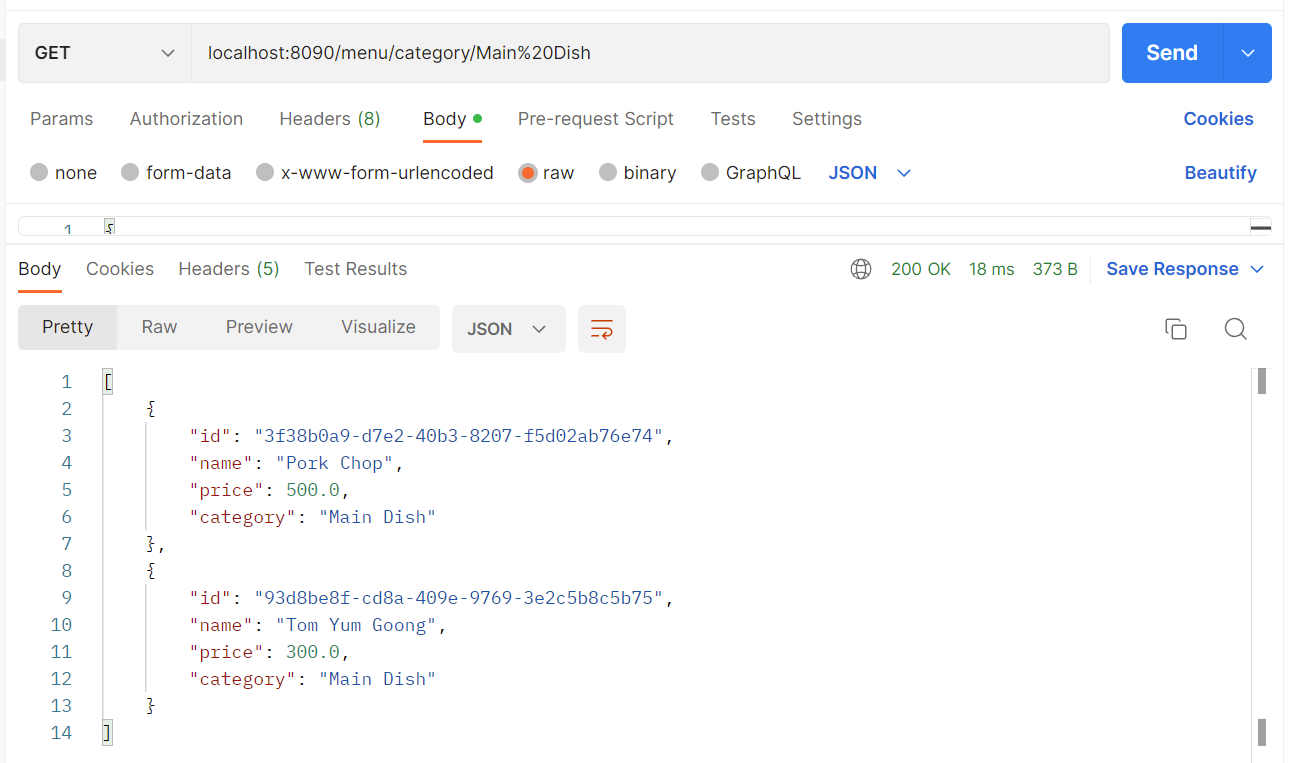 GET localhost:8090/menu/category/Main%20Dish Send
Params Authorization Headers (8) Body Pre-request Script Tests Settings Cookies
none form-data x-www-form-urlencoded raw binary GraphQL JSON Beautify
1 {
Body Cookies Headers (5) Test Results 200 OK 18 ms 373 B Save Response
Pretty Raw Preview Visualize JSON
1 [
2 {
3 "id": "3f38b0a9-d7e2-40b3-8207-f5d02ab76e74",
4 "name": "Pork Chop",
5 "price": 500.0,
6 "category": "Main Dish"
7 },
8 {
9 "id": "93d8be8f-cd8a-409e-9769-3e2c5b8c5b75",
10 "name": "Tom Yum Goong",
11 "price": 300.0,
12 "category": "Main Dish"
13 }
14 ]